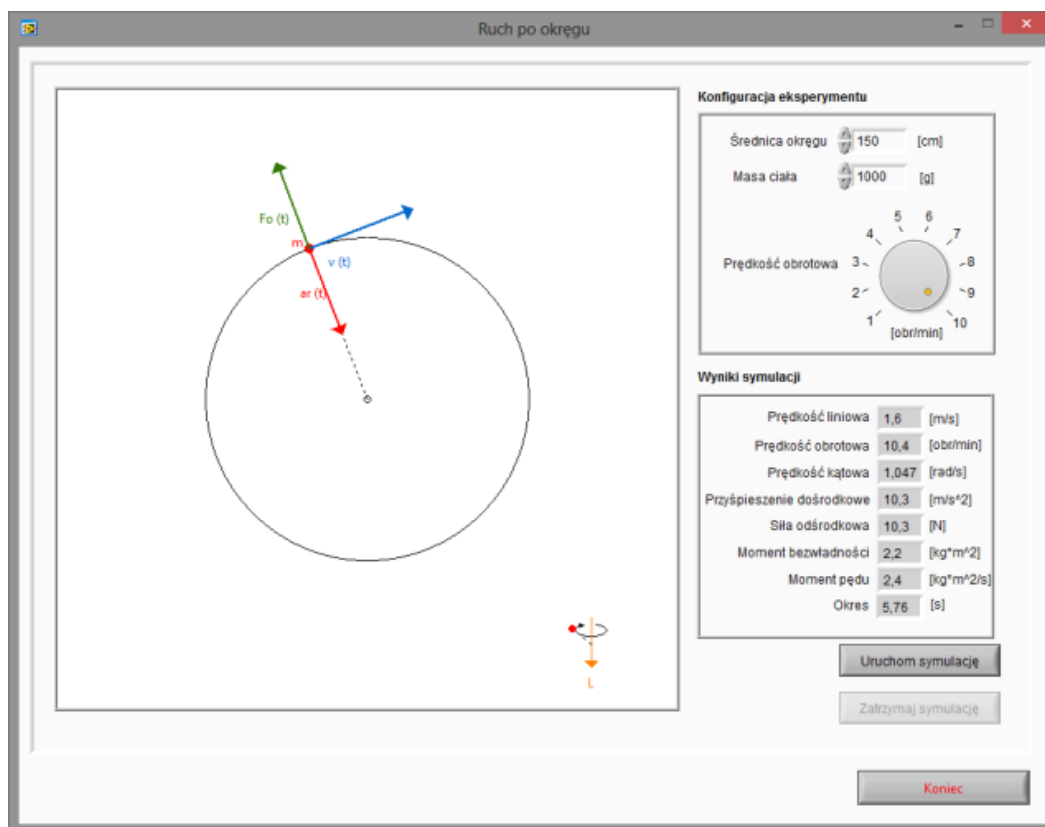 Ruch po okręgu
Fo (t)
m
v (t)
ar (t)
L
Konfiguracja eksperymentu
Średnica okręgu 150 [cm]
Masa ciała 1000 [g]
Prędkość obrotowa
1 2 3 4 5 6 7 8 9 10
[obr/min]
Wyniki symulacji
Prędkość liniowa 1,6 [m/s]
Prędkość obrotowa 10,4 [obr/min]
Prędkość kątowa 1,047 [rad/s]
Przyśpieszenie dośrodkowe 10,3 [m/s^2]
Siła odśrodkowa 10,3 [N]
Moment bezwładności 2,2 [kg*m^2]
Moment pędu 2,4 [kg*m^2/s]
Okres 5,76 [s]
Uruchom symulację
Zatrzymaj symulację
Koniec